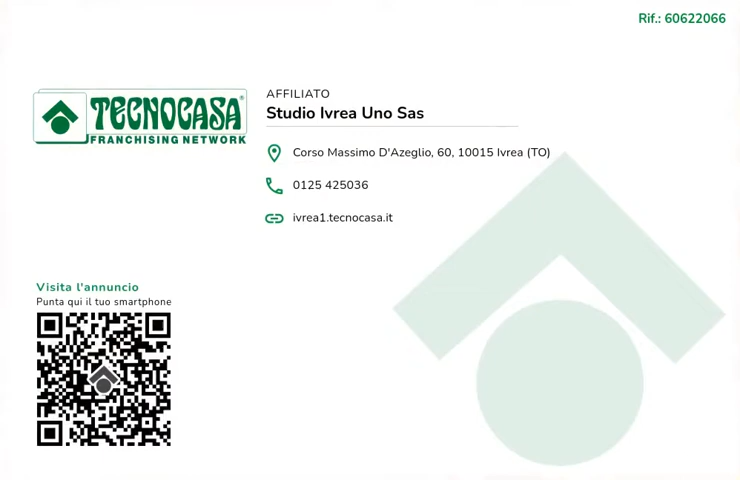 Rif.: 60622066
TECNOCASA®
FRANCHISING NETWORK
AFFILIATO
Studio Ivrea Uno Sas
Corso Massimo D'Azeglio, 60, 10015 Ivrea (TO)
0125 425036
ivrea1.tecnocasa.it
Visita l'annuncio
Punta qui il tuo smartphone